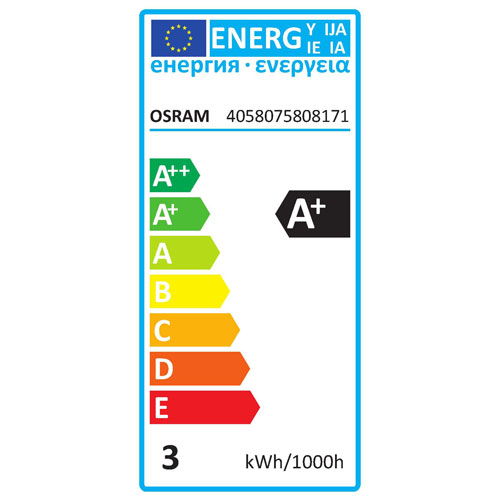 ENERG Y IJA
IE IA
енергия · ενεργεια
OSRAM 4058075808171
A++
A+ A+
A
B
C
D
E
3 kWh/1000h